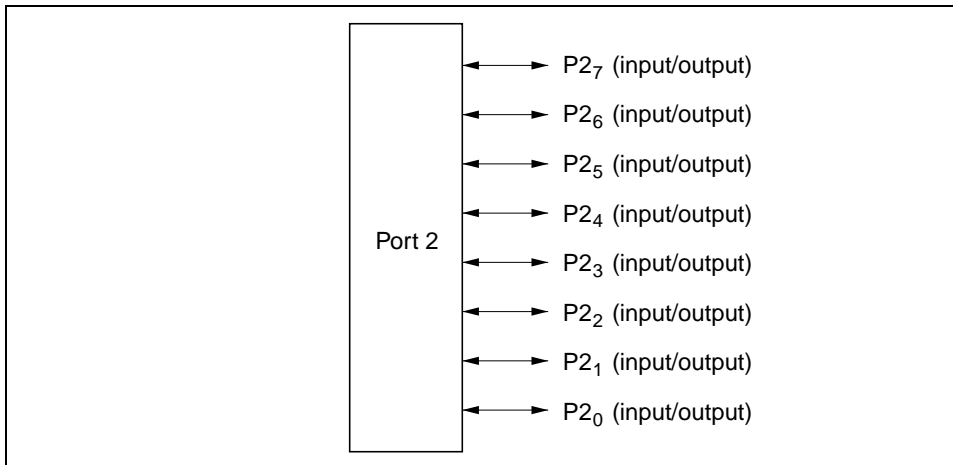 P2₇ (input/output)
P2₆ (input/output)
P2₅ (input/output)
P2₄ (input/output)
Port 2
P2₃ (input/output)
P2₂ (input/output)
P2₁ (input/output)
P2₀ (input/output)